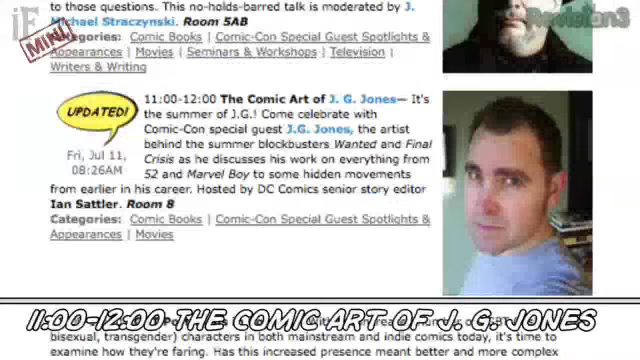 to those questions. This no-holds-barred talk is moderated by J.
Michael Straczynski. Room 5AB
Categories: Comic Books | Comic-Con Special Guest Spotlights &
Appearances | Movies | Seminars & Workshops | Television |
Writers & Writing
iF
MINI
Revision3
UPDATED!
Fri, Jul 11,
08:26AM
11:00-12:00 The Comic Art of J. G. Jones— It's
the summer of J.G.! Come celebrate with
Comic-Con special guest J.G. Jones, the artist
behind the summer blockbusters Wanted and Final
Crisis as he discusses his work on everything from
52 and Marvel Boy to some hidden movements
from earlier in his career. Hosted by DC Comics senior story editor
Ian Sattler. Room 8
Categories: Comic Books | Comic-Con Special Guest Spotlights &
Appearances | Movies
11:00-12:00 THE COMIC ART OF J. G. JONES
bisexual, transgender) characters in both mainstream and indie comics today, it's time to
examine how they're faring. Has this increased presence meant better and more complex